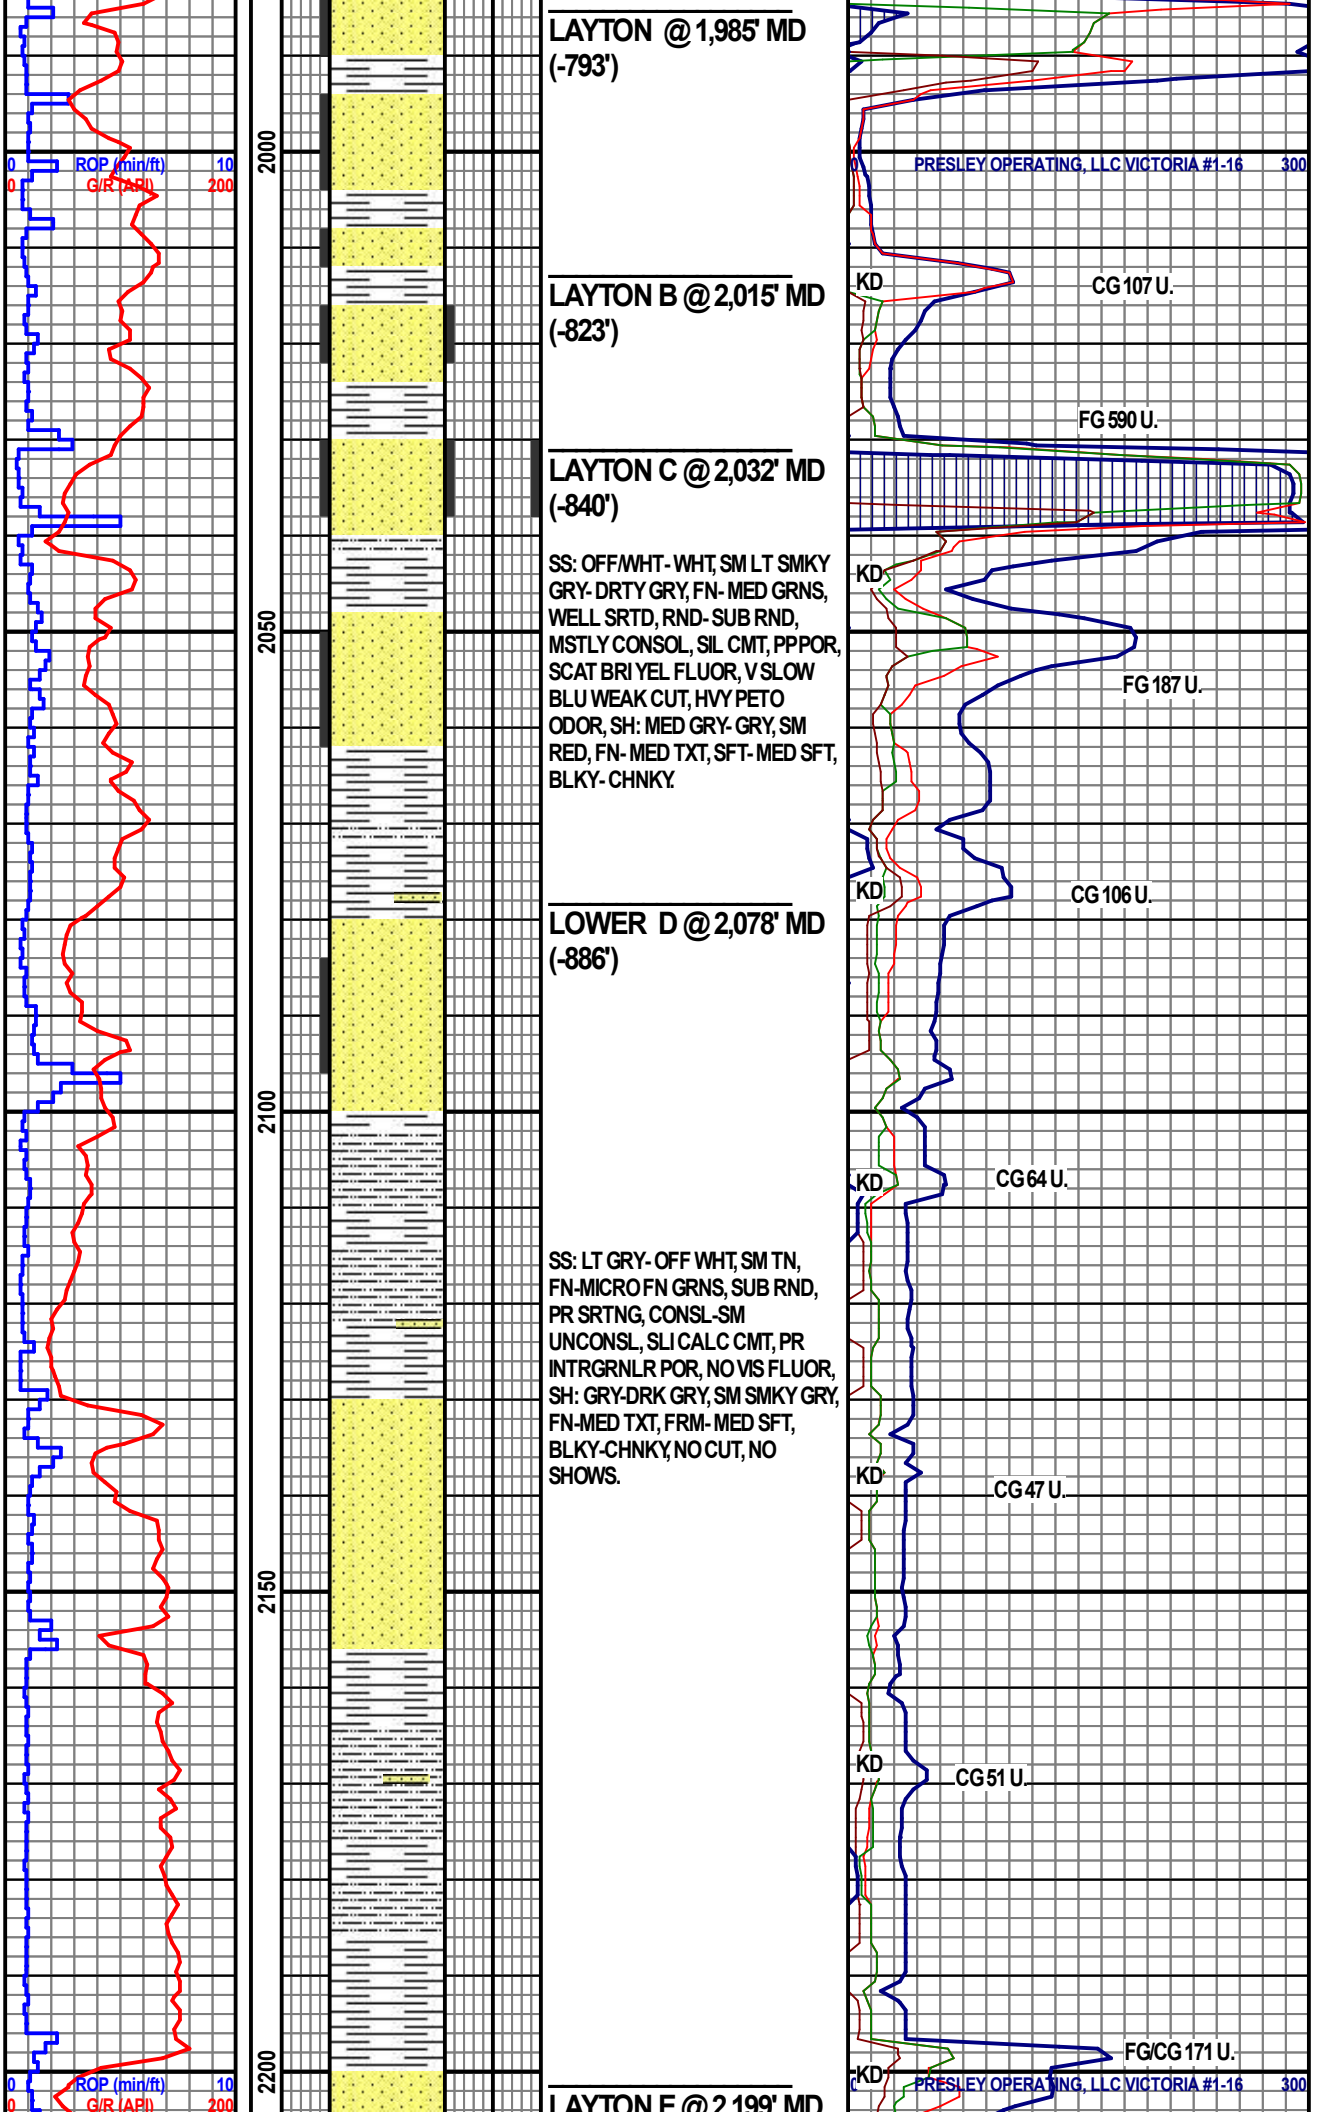 LAYTON @ 1,985' MD
(-793')
2000
0 ROP (min/ft) 10
0 G/R (API) 200
PRESLEY OPERATING, LLC VICTORIA #1-16 300
KD
CG 107 U.
LAYTON B @ 2,015' MD
(-823')
FG 590 U.
LAYTON C @ 2,032' MD
(-840')
SS: OFF/WHT- WHT, SM LT SMKY
GRY- DRTY GRY, FN- MED GRNS,
WELL SRTD, RND- SUB RND,
MSTLY CONSOL, SIL CMT, PP POR,
SCAT BRI YEL FLUOR, V SLOW
BLU WEAK CUT, HVY PETO
ODOR, SH: MED GRY- GRY, SM
RED, FN- MED TXT, SFT- MED SFT,
BLKY- CHNKY.
KD
2050
FG 187 U.
KD
CG 106 U.
LOWER D @ 2,078' MD
(-886')
2100
KD
CG 64 U.
SS: LT GRY- OFF WHT, SM TN,
FN-MICRO FN GRNS, SUB RND,
PR SRTNG, CONSL-SM
UNCONSL, SLI CALC CMT, PR
INTRGRNLR POR, NO VIS FLUOR,
SH: GRY-DRK GRY, SM SMKY GRY,
FN-MED TXT, FRM- MED SFT,
BLKY-CHNKY, NO CUT, NO
SHOWS.
KD
CG 47 U.
2150
KD
CG 51 U.
FG/CG 171 U.
2200
KD
0 ROP (min/ft) 10
0 G/R (API) 200
PRESLEY OPERATING, LLC VICTORIA #1-16 300
LAYTON E @ 2,199' MD